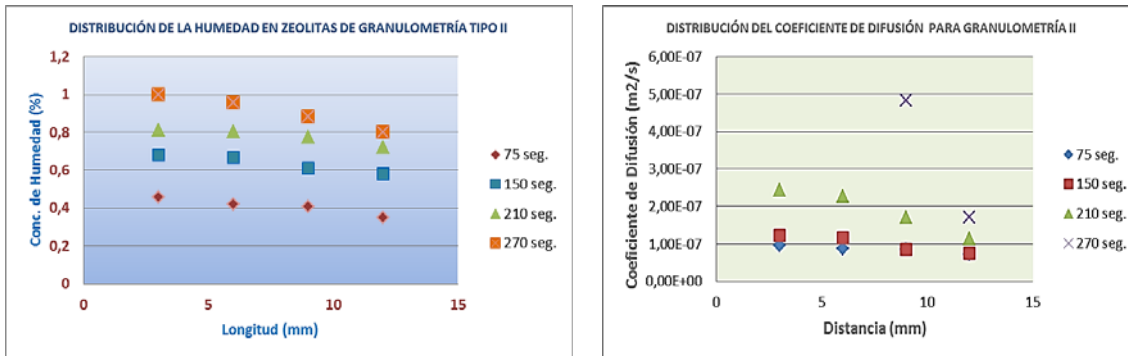 DISTRIBUCIÓN DE LA HUMEDAD EN ZEOLITAS DE GRANULOMETRÍA TIPO II
Conc. de Humedad (%)
1,2
1
0,8
0,6
0,4
0,2
0
0 5 10 15
Longitud (mm)
75 seg.
150 seg.
210 seg.
270 seg.
DISTRIBUCIÓN DEL COEFICIENTE DE DIFUSIÓN PARA GRANULOMETRÍA II
Coeficiente de Difusión (m2/s)
6,00E-07
5,00E-07
4,00E-07
3,00E-07
2,00E-07
1,00E-07
0,00E+00
0 5 10 15
Distancia (mm)
75 seg.
150 seg.
210 seg.
270 seg.